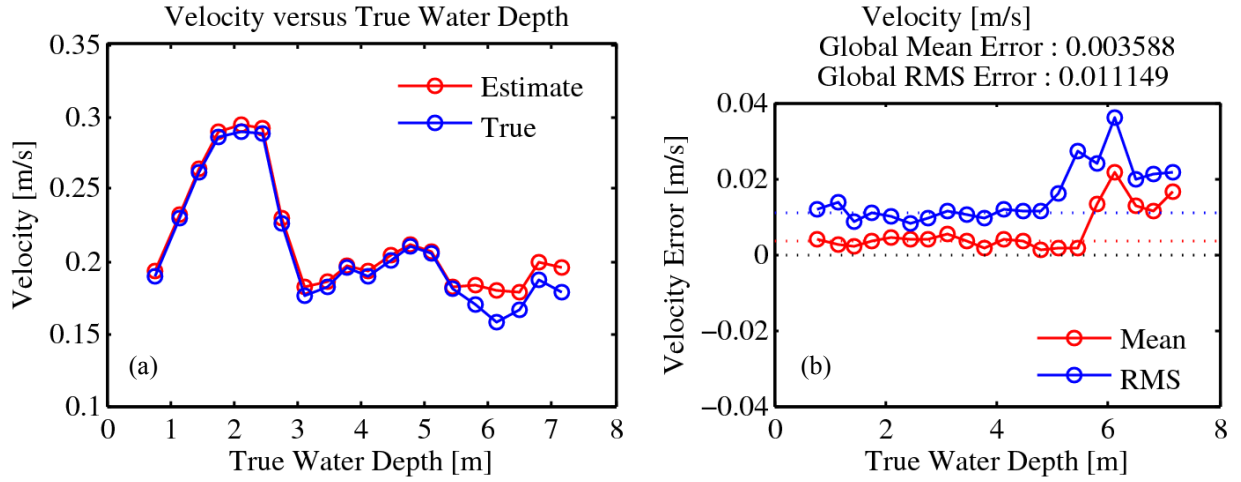 Velocity versus True Water Depth
0.35
0.3
0.25
0.2
0.15
0.1
Velocity [m/s]
Estimate
True
(a)
0 1 2 3 4 5 6 7 8
True Water Depth [m]
Velocity [m/s]
Global Mean Error : 0.003588
Global RMS Error : 0.011149
0.04
0.02
0
−0.02
−0.04
Velocity Error [m/s]
Mean
RMS
(b)
0 2 4 6 8
True Water Depth [m]